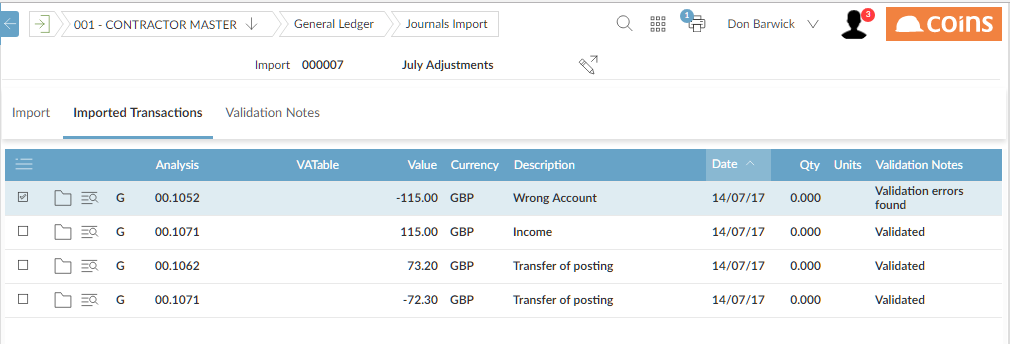 001 - CONTRACTOR MASTER
General Ledger
Journals Import
1
Don Barwick
3
coins
Import 000007 July Adjustments
Import Imported Transactions Validation Notes
Analysis VATable Value Currency Description Date Qty Units Validation Notes
G 00.1052 -115.00 GBP Wrong Account 14/07/17 0.000 Validation errors
found
G 00.1071 115.00 GBP Income 14/07/17 0.000 Validated
G 00.1062 73.20 GBP Transfer of posting 14/07/17 0.000 Validated
G 00.1071 -72.30 GBP Transfer of posting 14/07/17 0.000 Validated